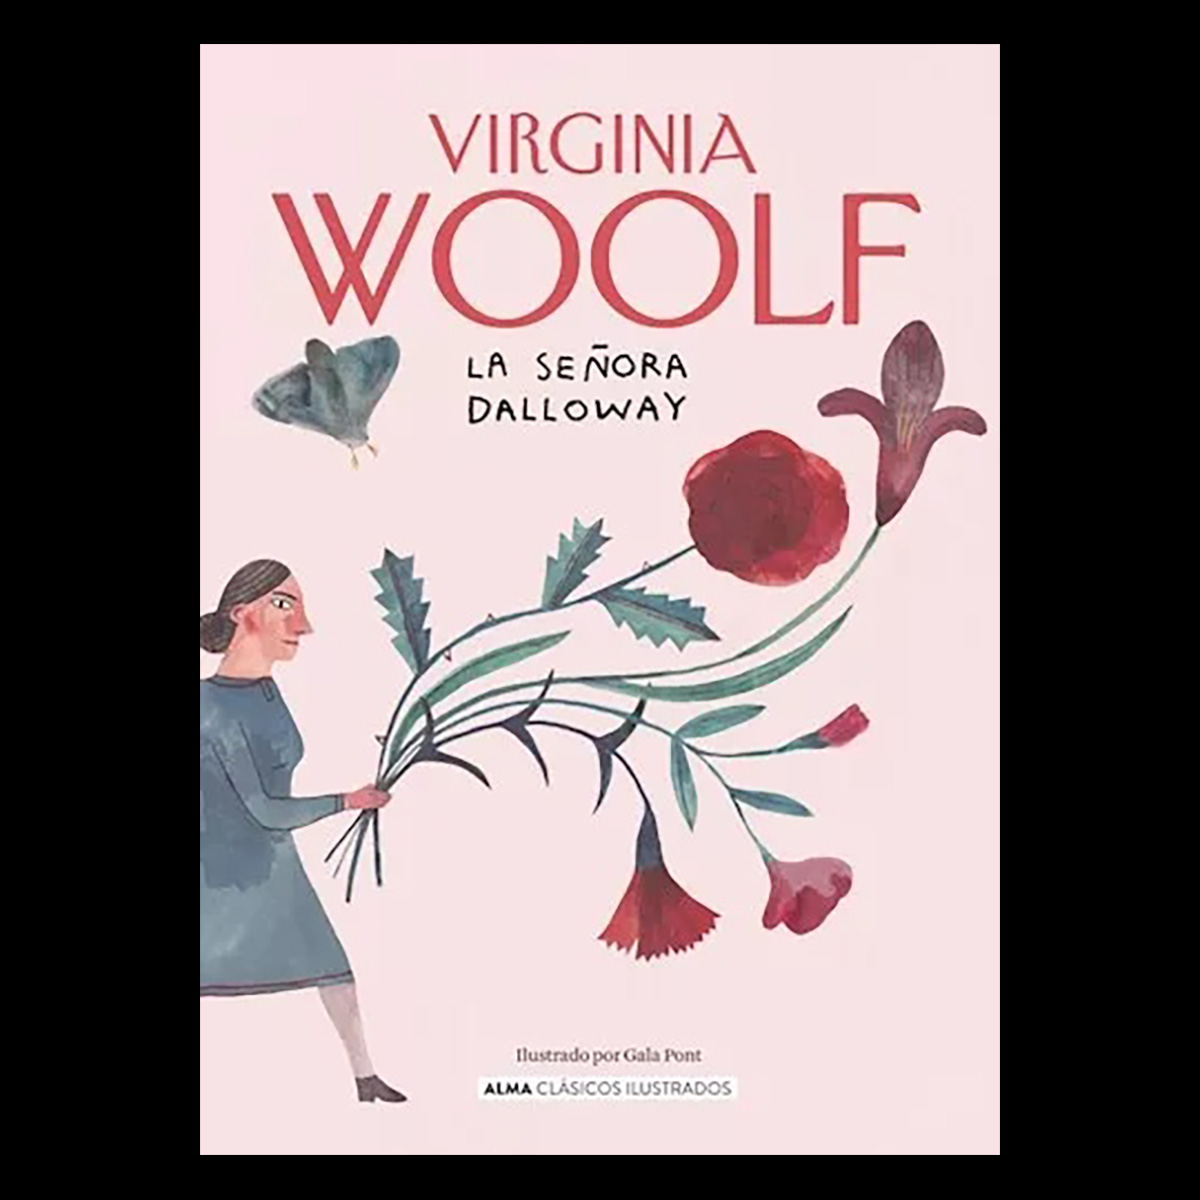 VIRGINIA
WOOLF
LA SEÑORA
DALLOWAY
Ilustrado por Gala Pont
ALMA CLÁSICOS ILUSTRADOS